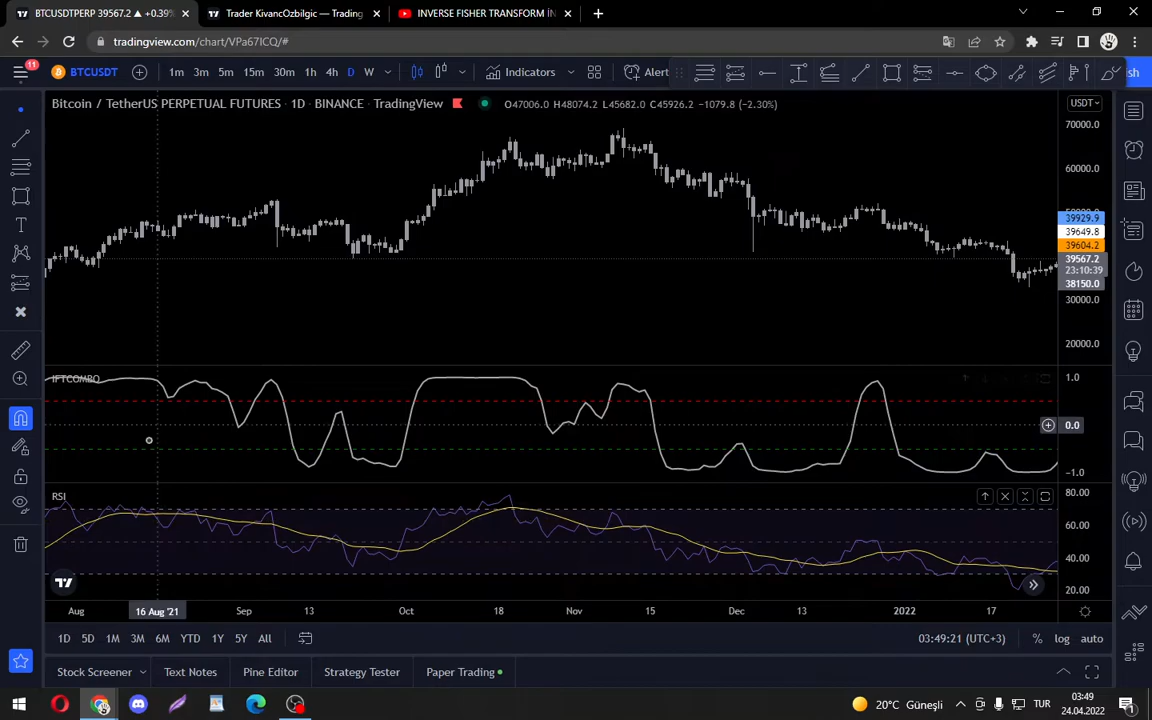 BTCUSDTPERP 39567.2 ▲ +0.39%
Trader KivancOzbilgic — Trading
INVERSE FISHER TRANSFORM İN
tradingview.com/chart/VPa67ICQ/#
11
BTCUSDT
1m 3m 5m 15m 30m 1h 4h D W
Indicators
Alert
sh
Bitcoin / TetherUS PERPETUAL FUTURES · 1D · BINANCE · TradingView
O47006.0 H48074.2 L45682.0 C45926.2 −1079.8 (−2.30%)
USDT
70000.0
60000.0
39929.9
39649.8
39604.2
39567.2
23:10:39
38150.0
30000.0
20000.0
IFTCOMBO
1.0
0.0
−1.0
RSI
80.00
60.00
40.00
20.00
Aug 16 Aug '21 Sep 13 Oct 18 Nov 15 Dec 13 2022 17
1D 5D 1M 3M 6M YTD 1Y 5Y All
03:49:21 (UTC+3) % log auto
Stock Screener Text Notes Pine Editor Strategy Tester Paper Trading
20°C Güneşli
TUR
03:49
24.04.2022
1